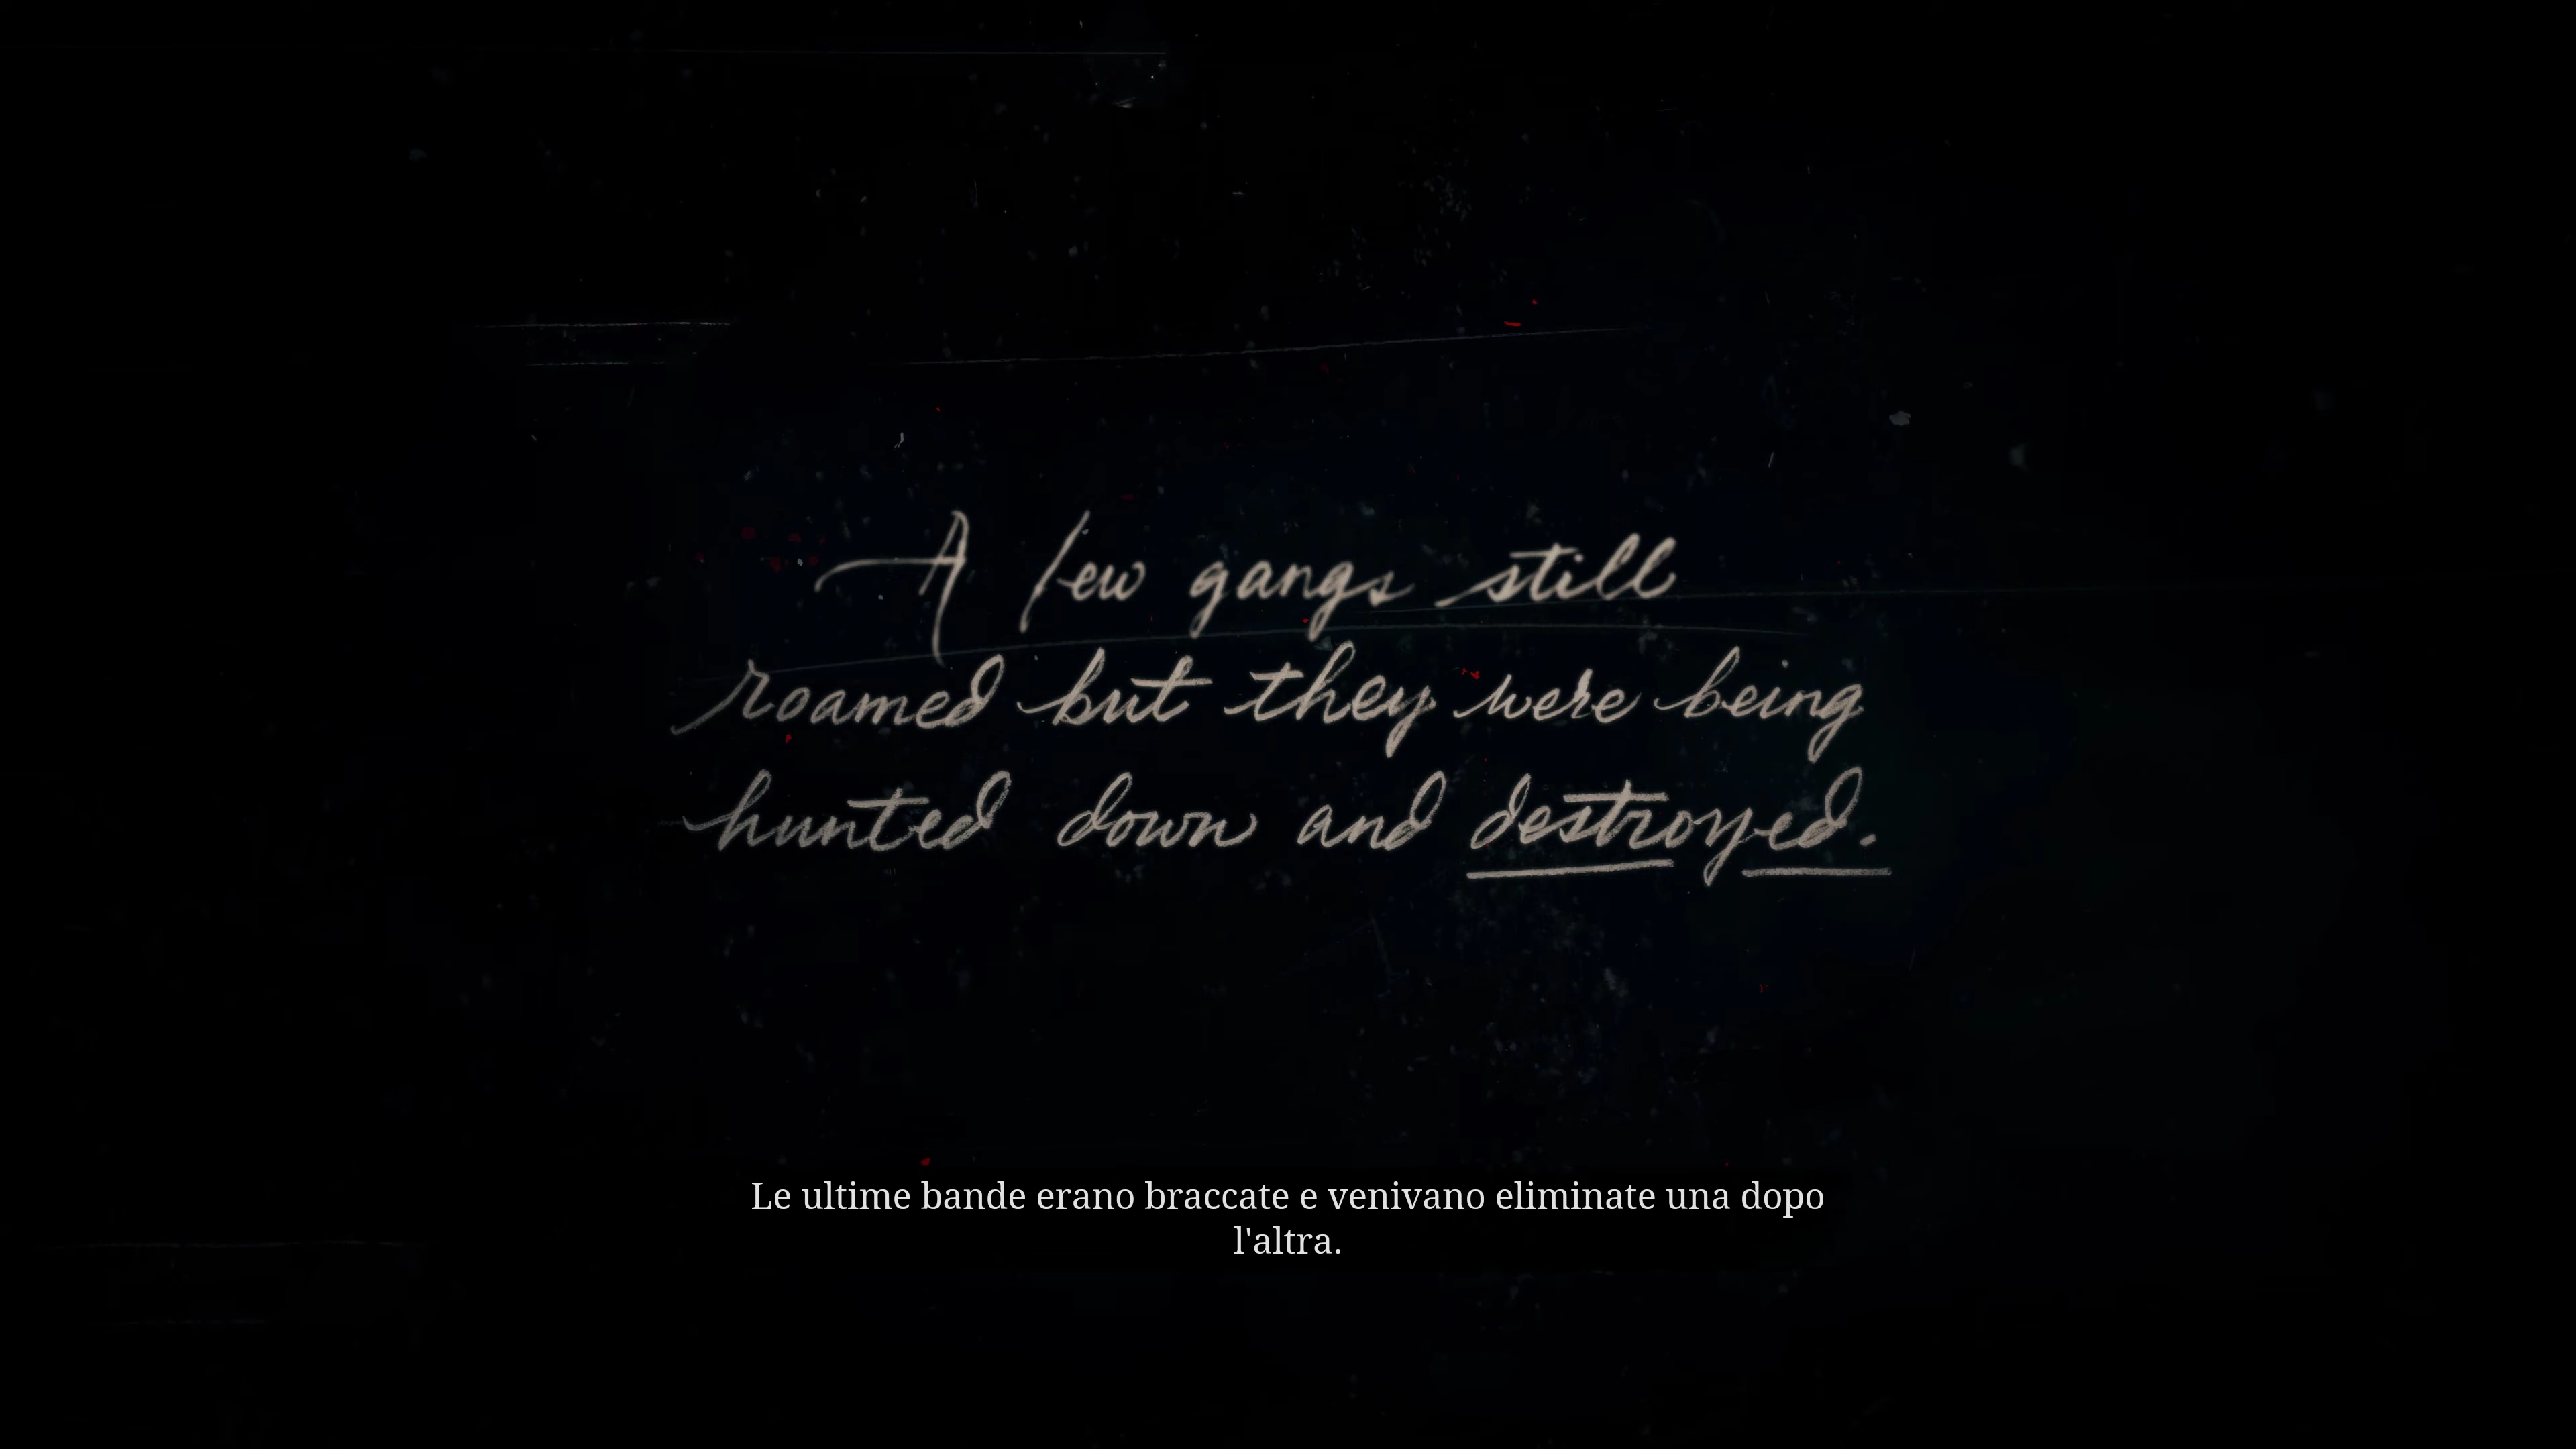 A few gangs still
roamed but they were being
hunted down and destroyed.
Le ultime bande erano braccate e venivano eliminate una dopo
l'altra.